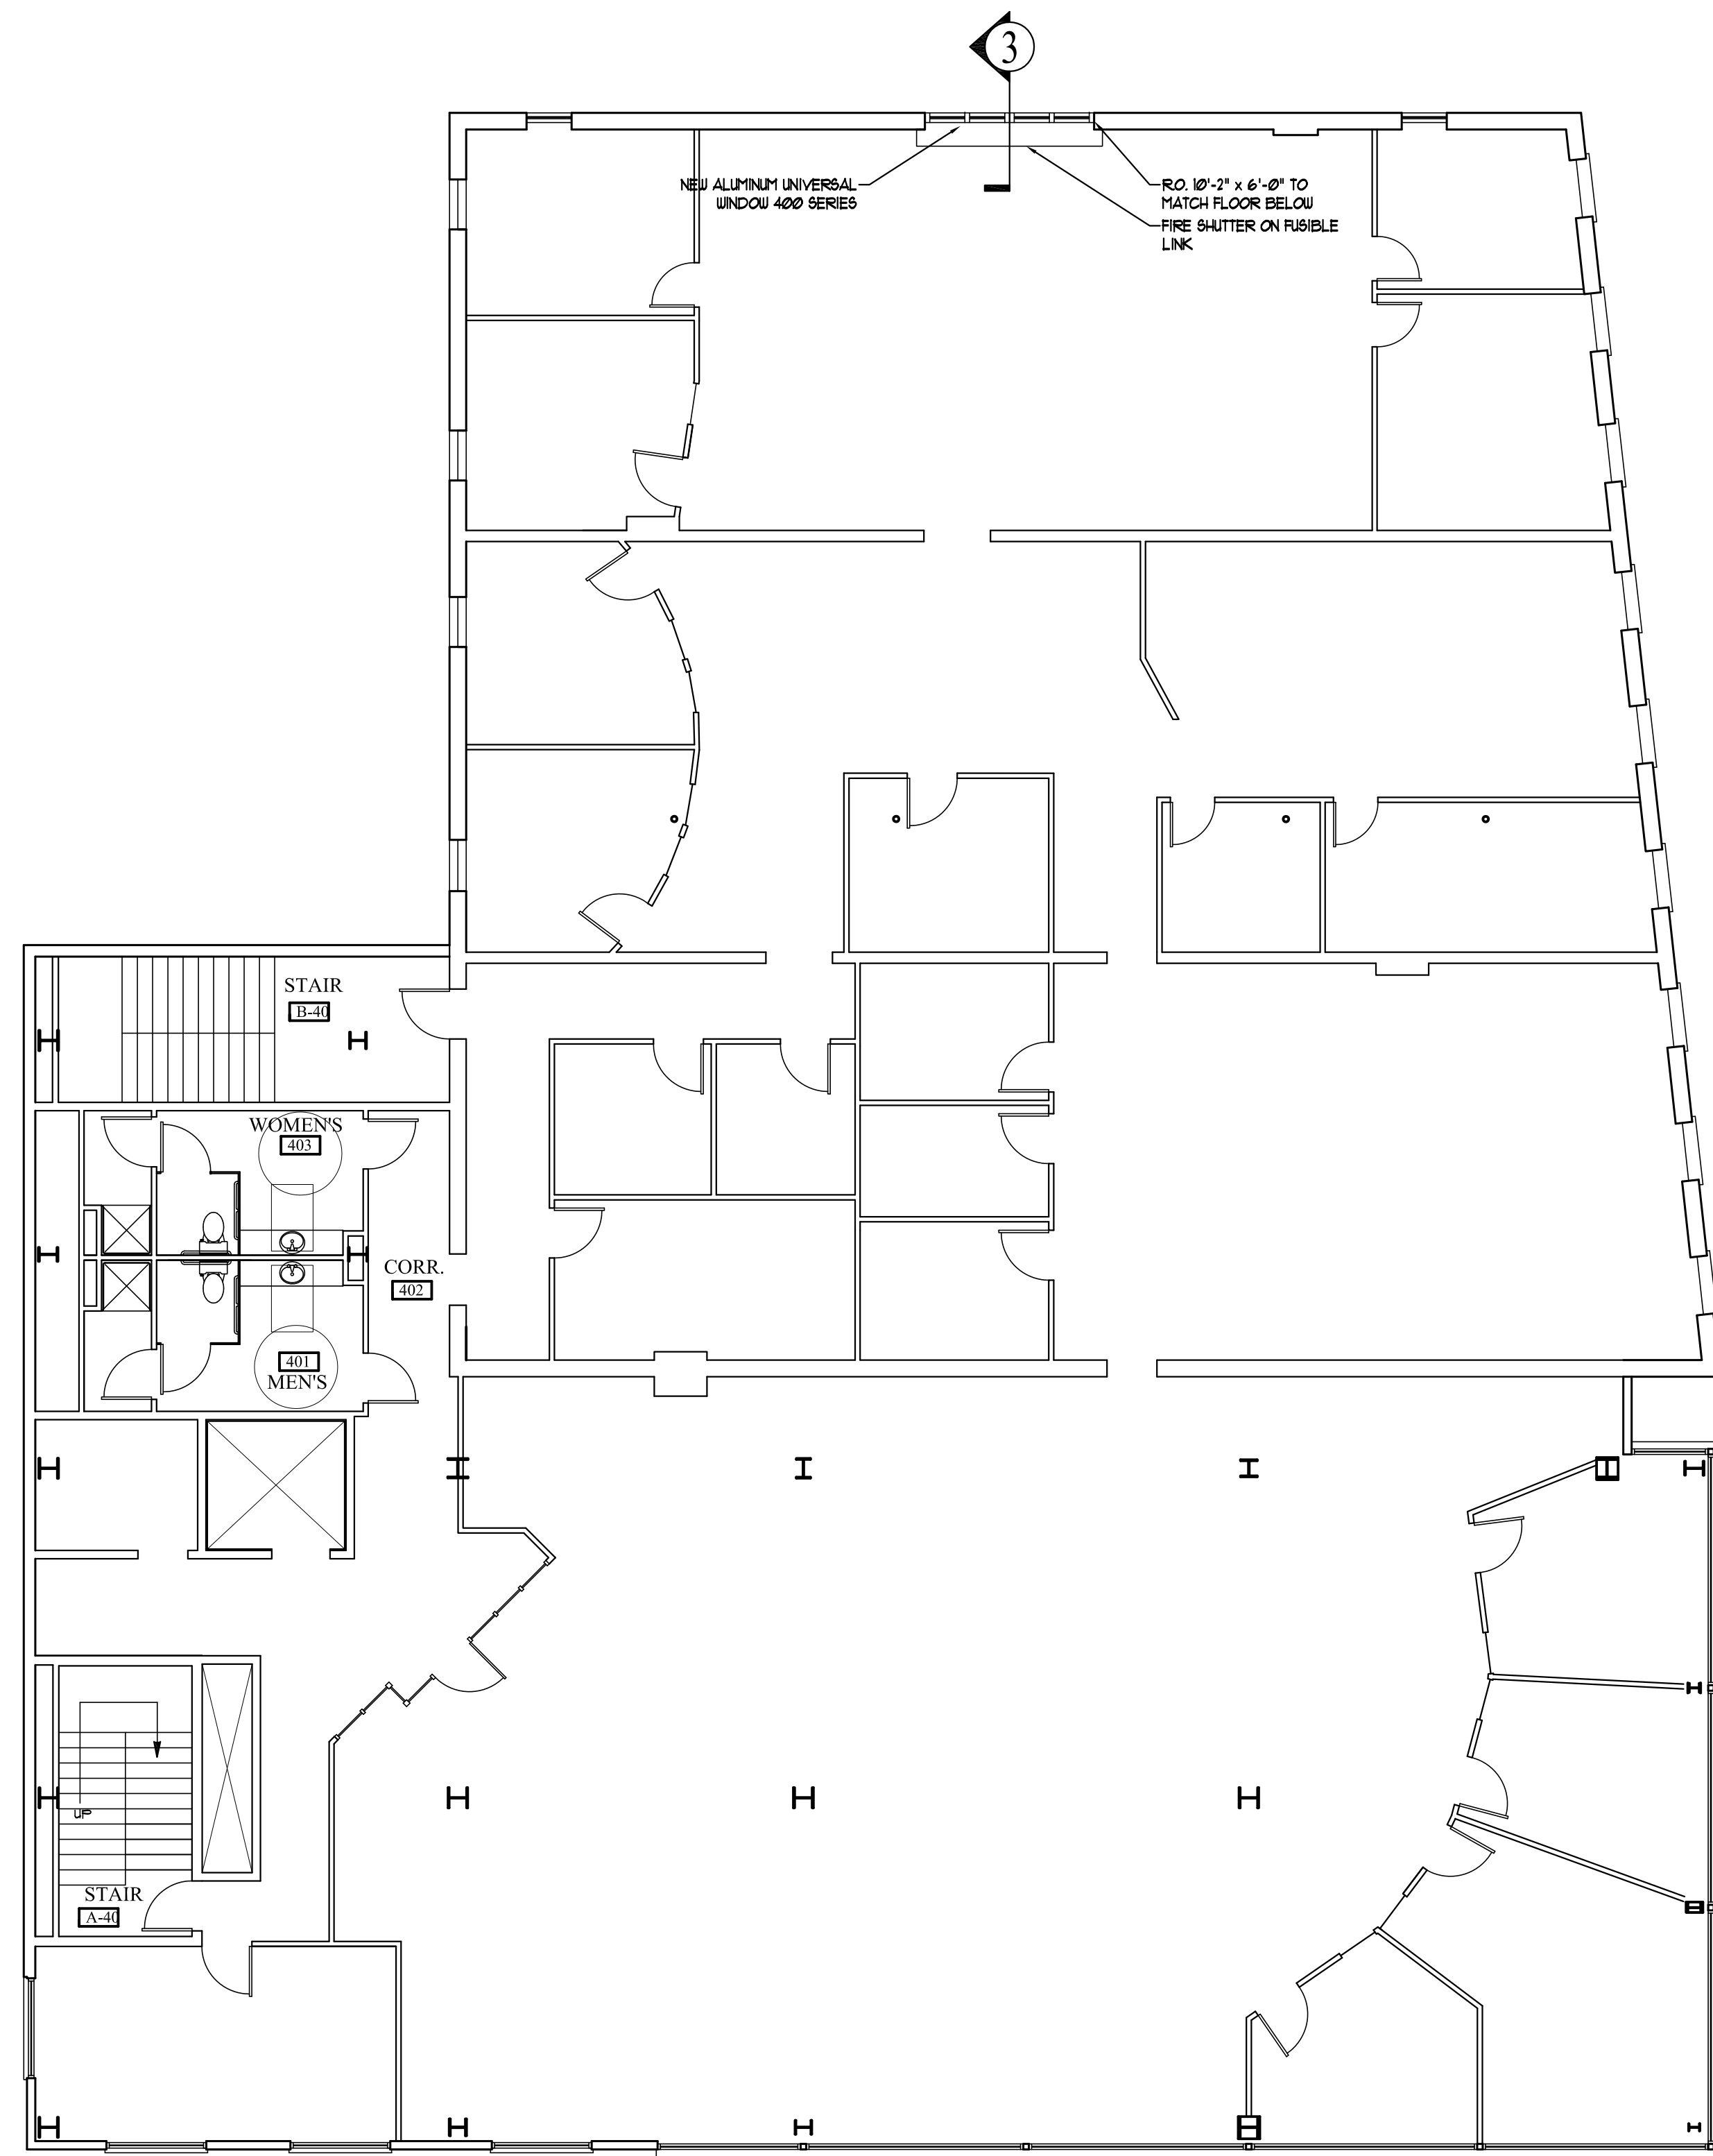 3
NEW ALUMINUM UNIVERSAL
WINDOW 400 SERIES
R.O. 10'-2" x 6'-0" TO
MATCH FLOOR BELOW
FIRE SHUTTER ON FUSIBLE
LINK
STAIR
B-40
WOMEN'S
403
CORR.
402
401
MEN'S
UP
STAIR
A-40